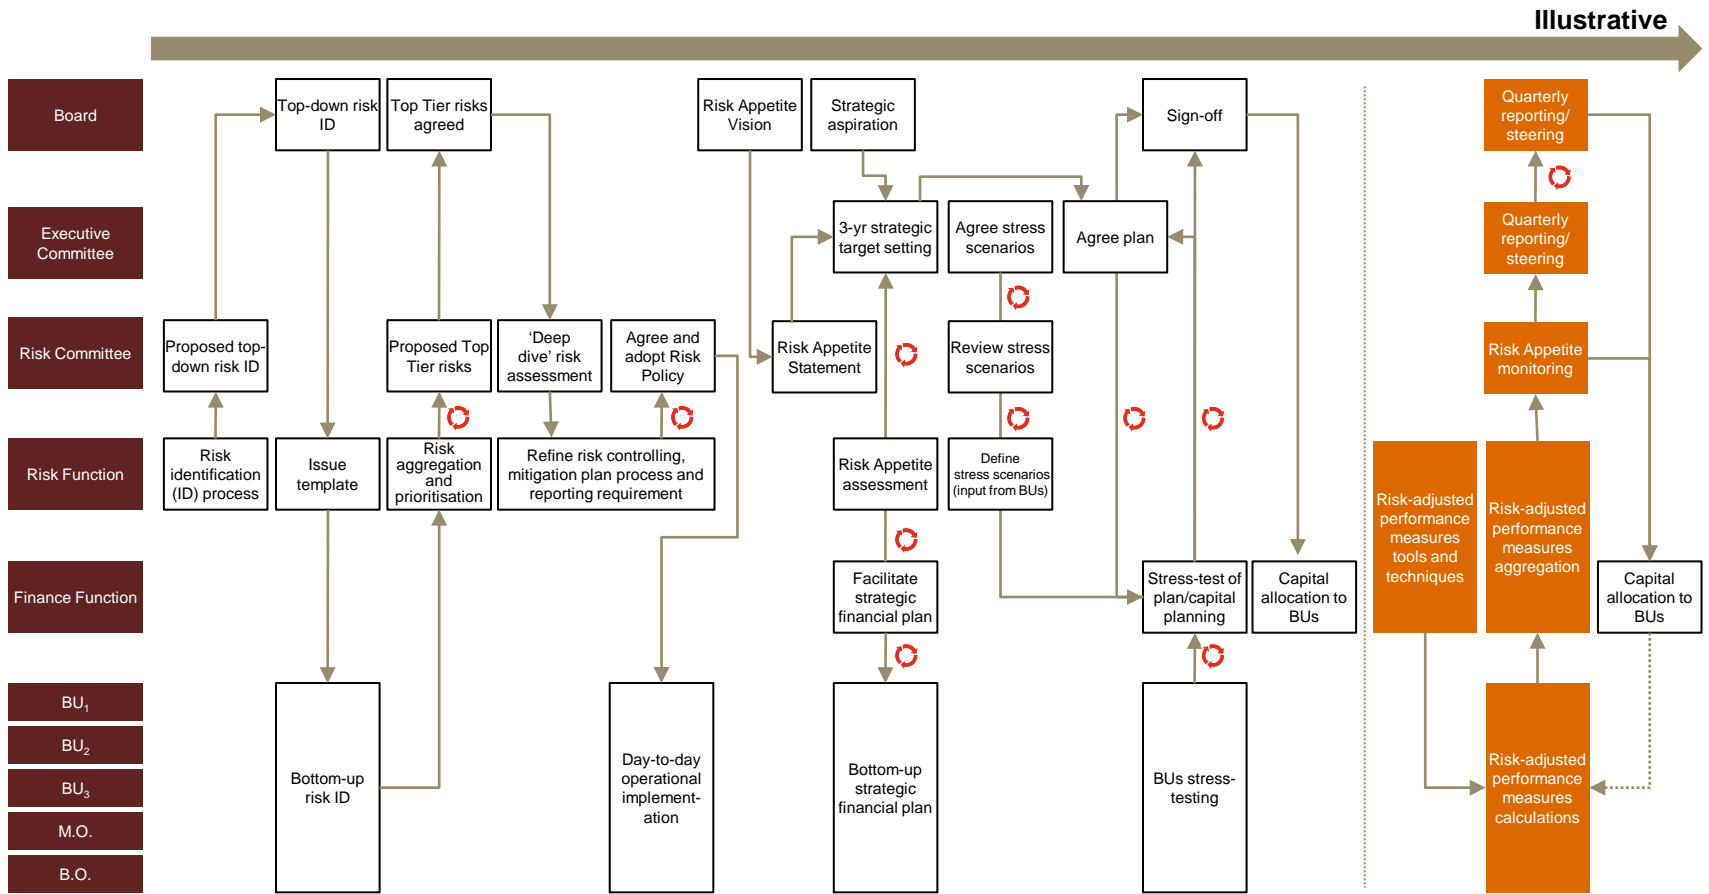 Illustrative
Board
Top-down risk
ID
Top Tier risks
agreed
Risk Appetite
Vision
Strategic
aspiration
Sign-off
Quarterly
reporting/
steering
Executive
Committee
3-yr strategic
target setting
Agree stress
scenarios
Agree plan
Quarterly
reporting/
steering
Risk Committee
Proposed top-
down risk ID
Proposed Top
Tier risks
‘Deep
dive’ risk
assessment
Agree and
adopt Risk
Policy
Risk Appetite
Statement
Review stress
scenarios
Risk Appetite
monitoring
Risk Function
Risk
identification
(ID) process
Issue
template
Risk
aggregation
and
prioritisation
Refine risk controlling,
mitigation plan process and
reporting requirement
Risk Appetite
assessment
Define
stress scenarios
(input from BUs)
Risk-adjusted
performance
measures
tools and
techniques
Risk-adjusted
performance
measures
aggregation
Finance Function
Facilitate
strategic
financial plan
Stress-test of
plan/capital
planning
Capital
allocation to
BUs
Capital
allocation to
BUs
BU1
BU2
BU3
M.O.
B.O.
Bottom-up
risk ID
Day-to-day
operational
implement-
ation
Bottom-up
strategic
financial plan
BUs stress-
testing
Risk-adjusted
performance
measures
calculations